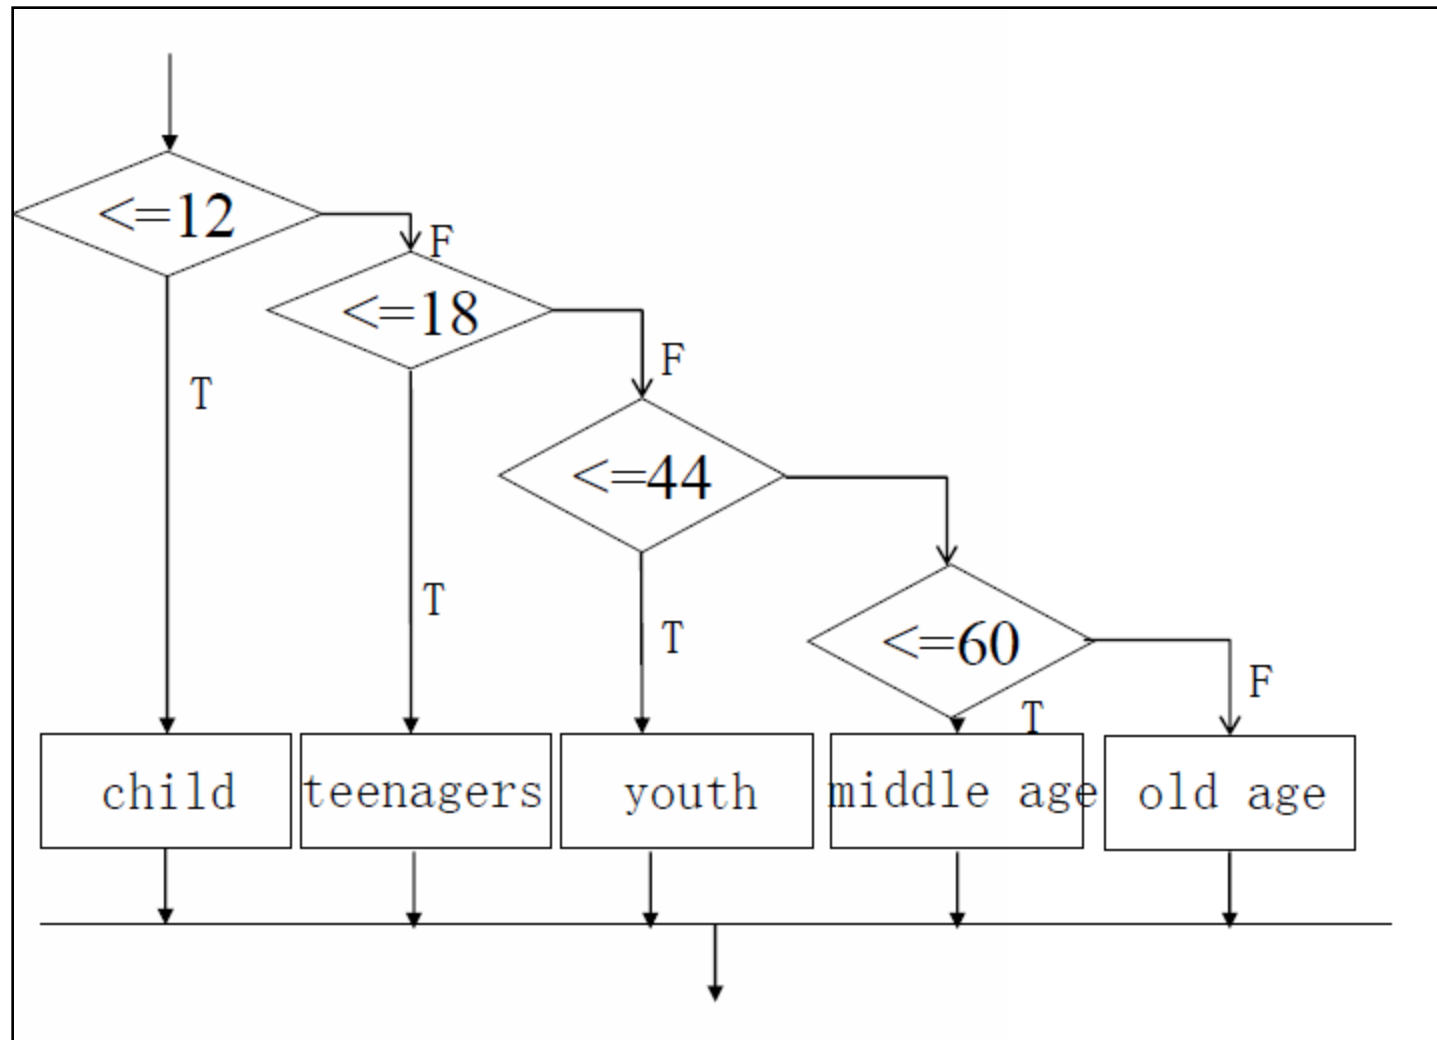 <=12
F
<=18
F
T
<=44
T
T
<=60
F
T
child
teenagers
youth
middle age
old age